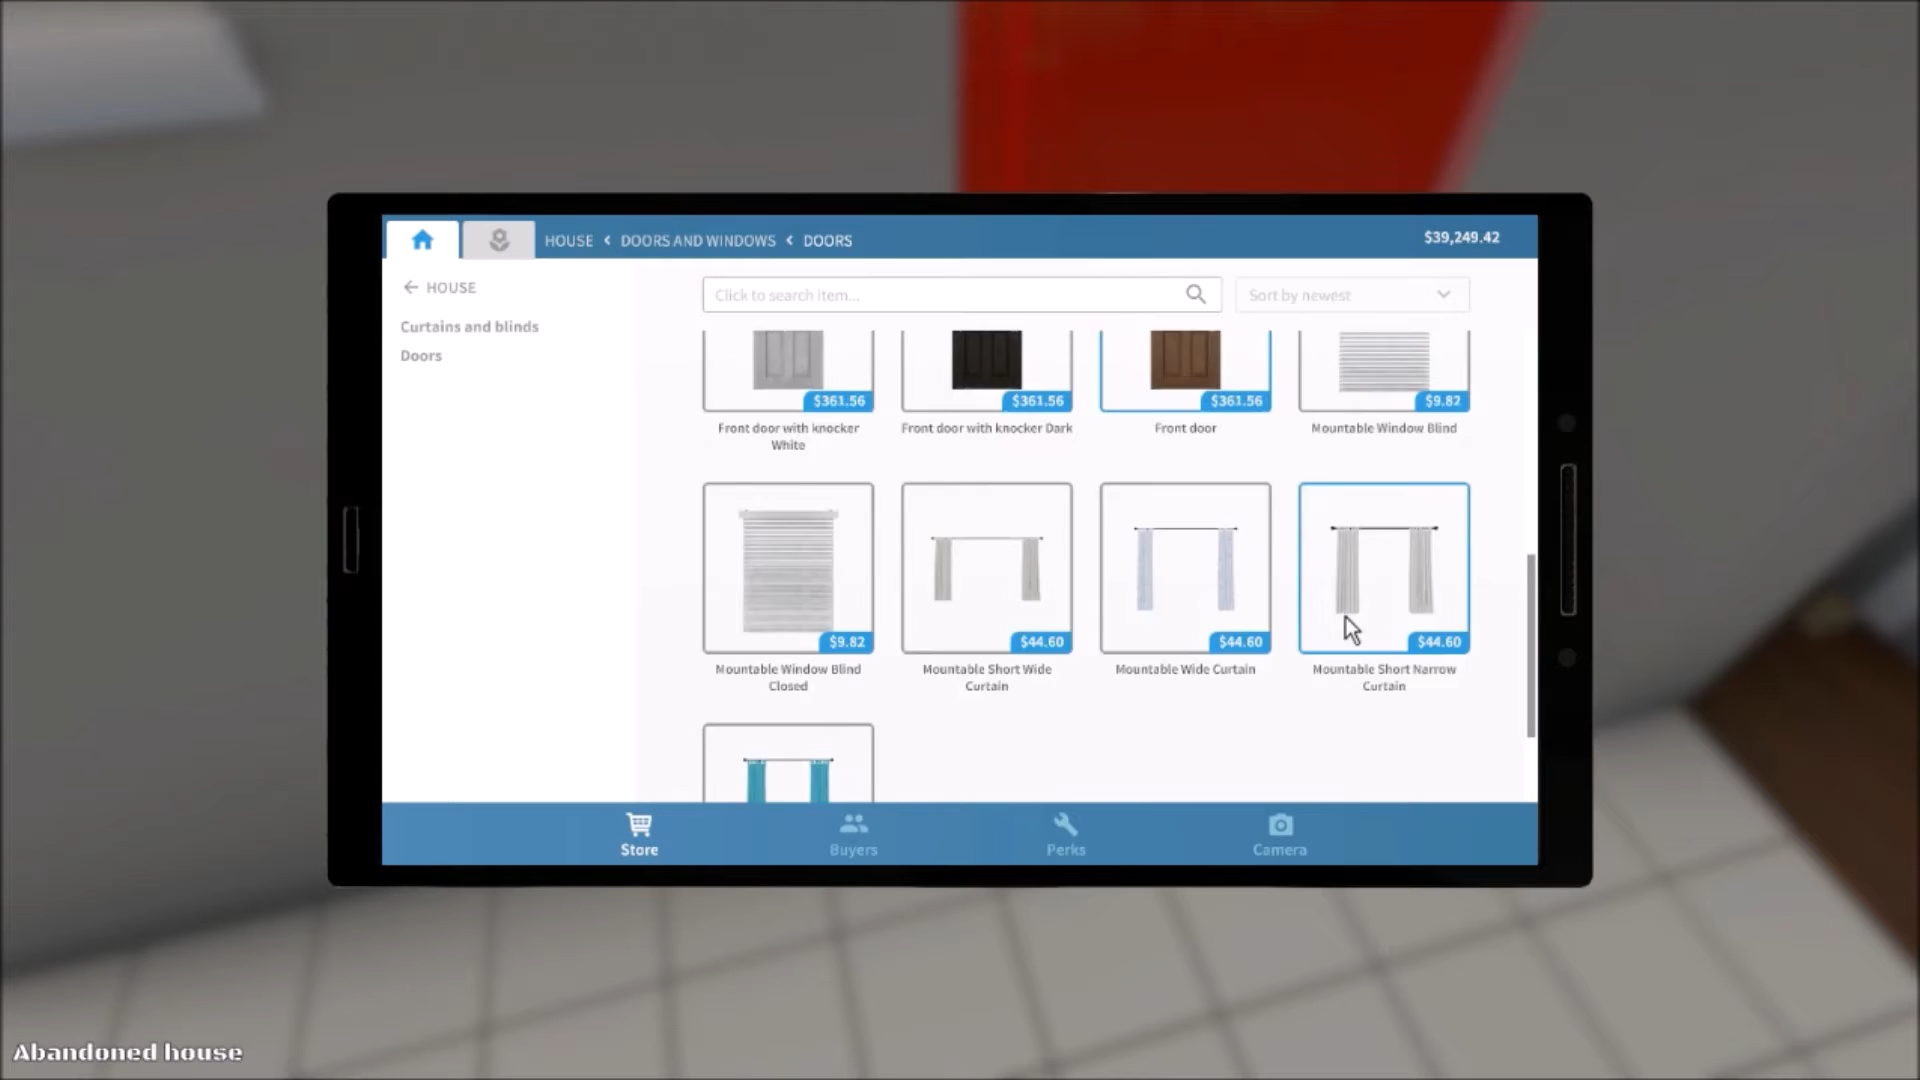 HOUSE < DOORS AND WINDOWS < DOORS
$39,249.42
← HOUSE
Curtains and blinds
Doors
Click to search item...
Sort by newest
$361.56
$361.56
$361.56
$9.82
Front door with knocker
White
Front door with knocker Dark
Front door
Mountable Window Blind
$9.82
$44.60
$44.60
$44.60
Mountable Window Blind
Closed
Mountable Short Wide
Curtain
Mountable Wide Curtain
Mountable Short Narrow
Curtain
Store
Buyers
Perks
Camera
Abandoned house